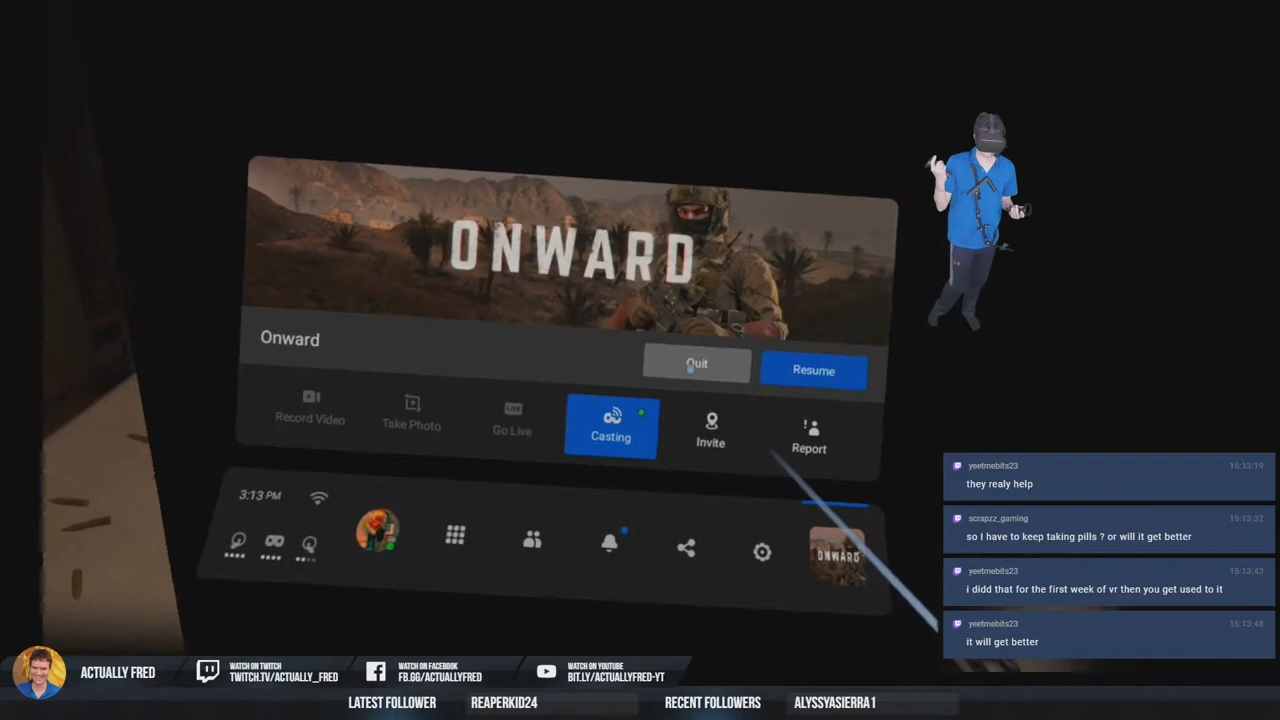 ONWARD
Onward
Quit
Resume
Record Video
Take Photo
LIVE
Go Live
Casting
Invite
Report
3:13 PM
ONWARD
yeetmebits23
15:13:19
they realy help
scrapzz_gaming
15:13:32
so I have to keep taking pills ? or will it get better
yeetmebits23
15:13:43
i didd that for the first week of vr then you get used to it
yeetmebits23
15:13:48
it will get better
ACTUALLY FRED
WATCH ON TWITCH
TWITCH.TV/ACTUALLY_FRED
WATCH ON FACEBOOK
FB.GG/ACTUALLYFRED
WATCH ON YOUTUBE
BIT.LY/ACTUALLYFRED-YT
LATEST FOLLOWER
REAPERKID24
RECENT FOLLOWERS
ALYSSYASIERRA1